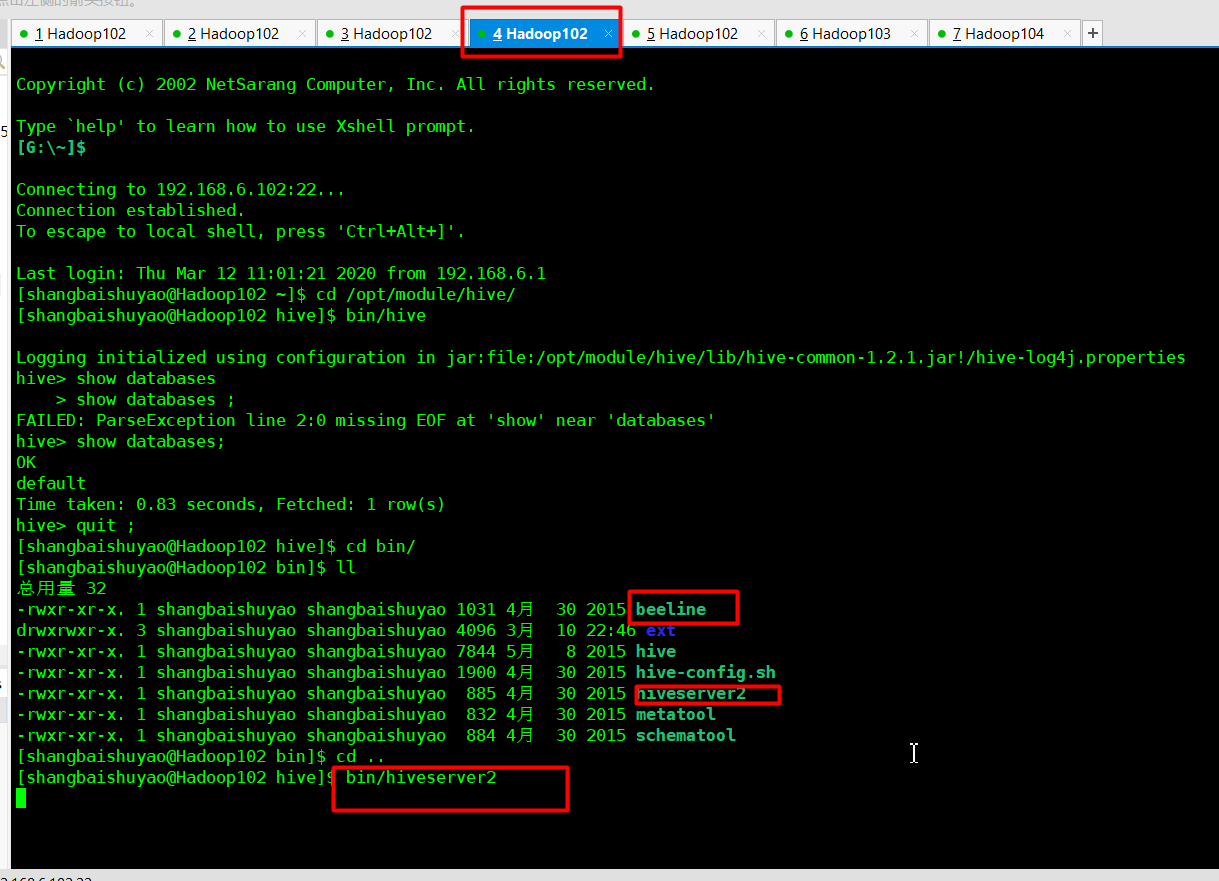 点击左侧的箭头按钮。
1 Hadoop102 × 2 Hadoop102 × 3 Hadoop102 × 4 Hadoop102 × 5 Hadoop102 × 6 Hadoop103 × 7 Hadoop104 × +
Copyright (c) 2002 NetSarang Computer, Inc. All rights reserved.
Type `help' to learn how to use Xshell prompt.
[G:\~]$
Connecting to 192.168.6.102:22...
Connection established.
To escape to local shell, press 'Ctrl+Alt+]'.
Last login: Thu Mar 12 11:01:21 2020 from 192.168.6.1
[shangbaishuyao@Hadoop102 ~]$ cd /opt/module/hive/
[shangbaishuyao@Hadoop102 hive]$ bin/hive
Logging initialized using configuration in jar:file:/opt/module/hive/lib/hive-common-1.2.1.jar!/hive-log4j.properties
hive> show databases
    > show databases ;
FAILED: ParseException line 2:0 missing EOF at 'show' near 'databases'
hive> show databases;
OK
default
Time taken: 0.83 seconds, Fetched: 1 row(s)
hive> quit ;
[shangbaishuyao@Hadoop102 hive]$ cd bin/
[shangbaishuyao@Hadoop102 bin]$ ll
总用量 32
-rwxr-xr-x. 1 shangbaishuyao shangbaishuyao 1031 4月  30 2015 beeline
drwxrwxr-x. 3 shangbaishuyao shangbaishuyao 4096 3月  10 22:46 ext
-rwxr-xr-x. 1 shangbaishuyao shangbaishuyao 7844 5月   8 2015 hive
-rwxr-xr-x. 1 shangbaishuyao shangbaishuyao 1900 4月  30 2015 hive-config.sh
-rwxr-xr-x. 1 shangbaishuyao shangbaishuyao  885 4月  30 2015 hiveserver2
-rwxr-xr-x. 1 shangbaishuyao shangbaishuyao  832 4月  30 2015 metatool
-rwxr-xr-x. 1 shangbaishuyao shangbaishuyao  884 4月  30 2015 schematool
[shangbaishuyao@Hadoop102 bin]$ cd ..
[shangbaishuyao@Hadoop102 hive]$ bin/hiveserver2